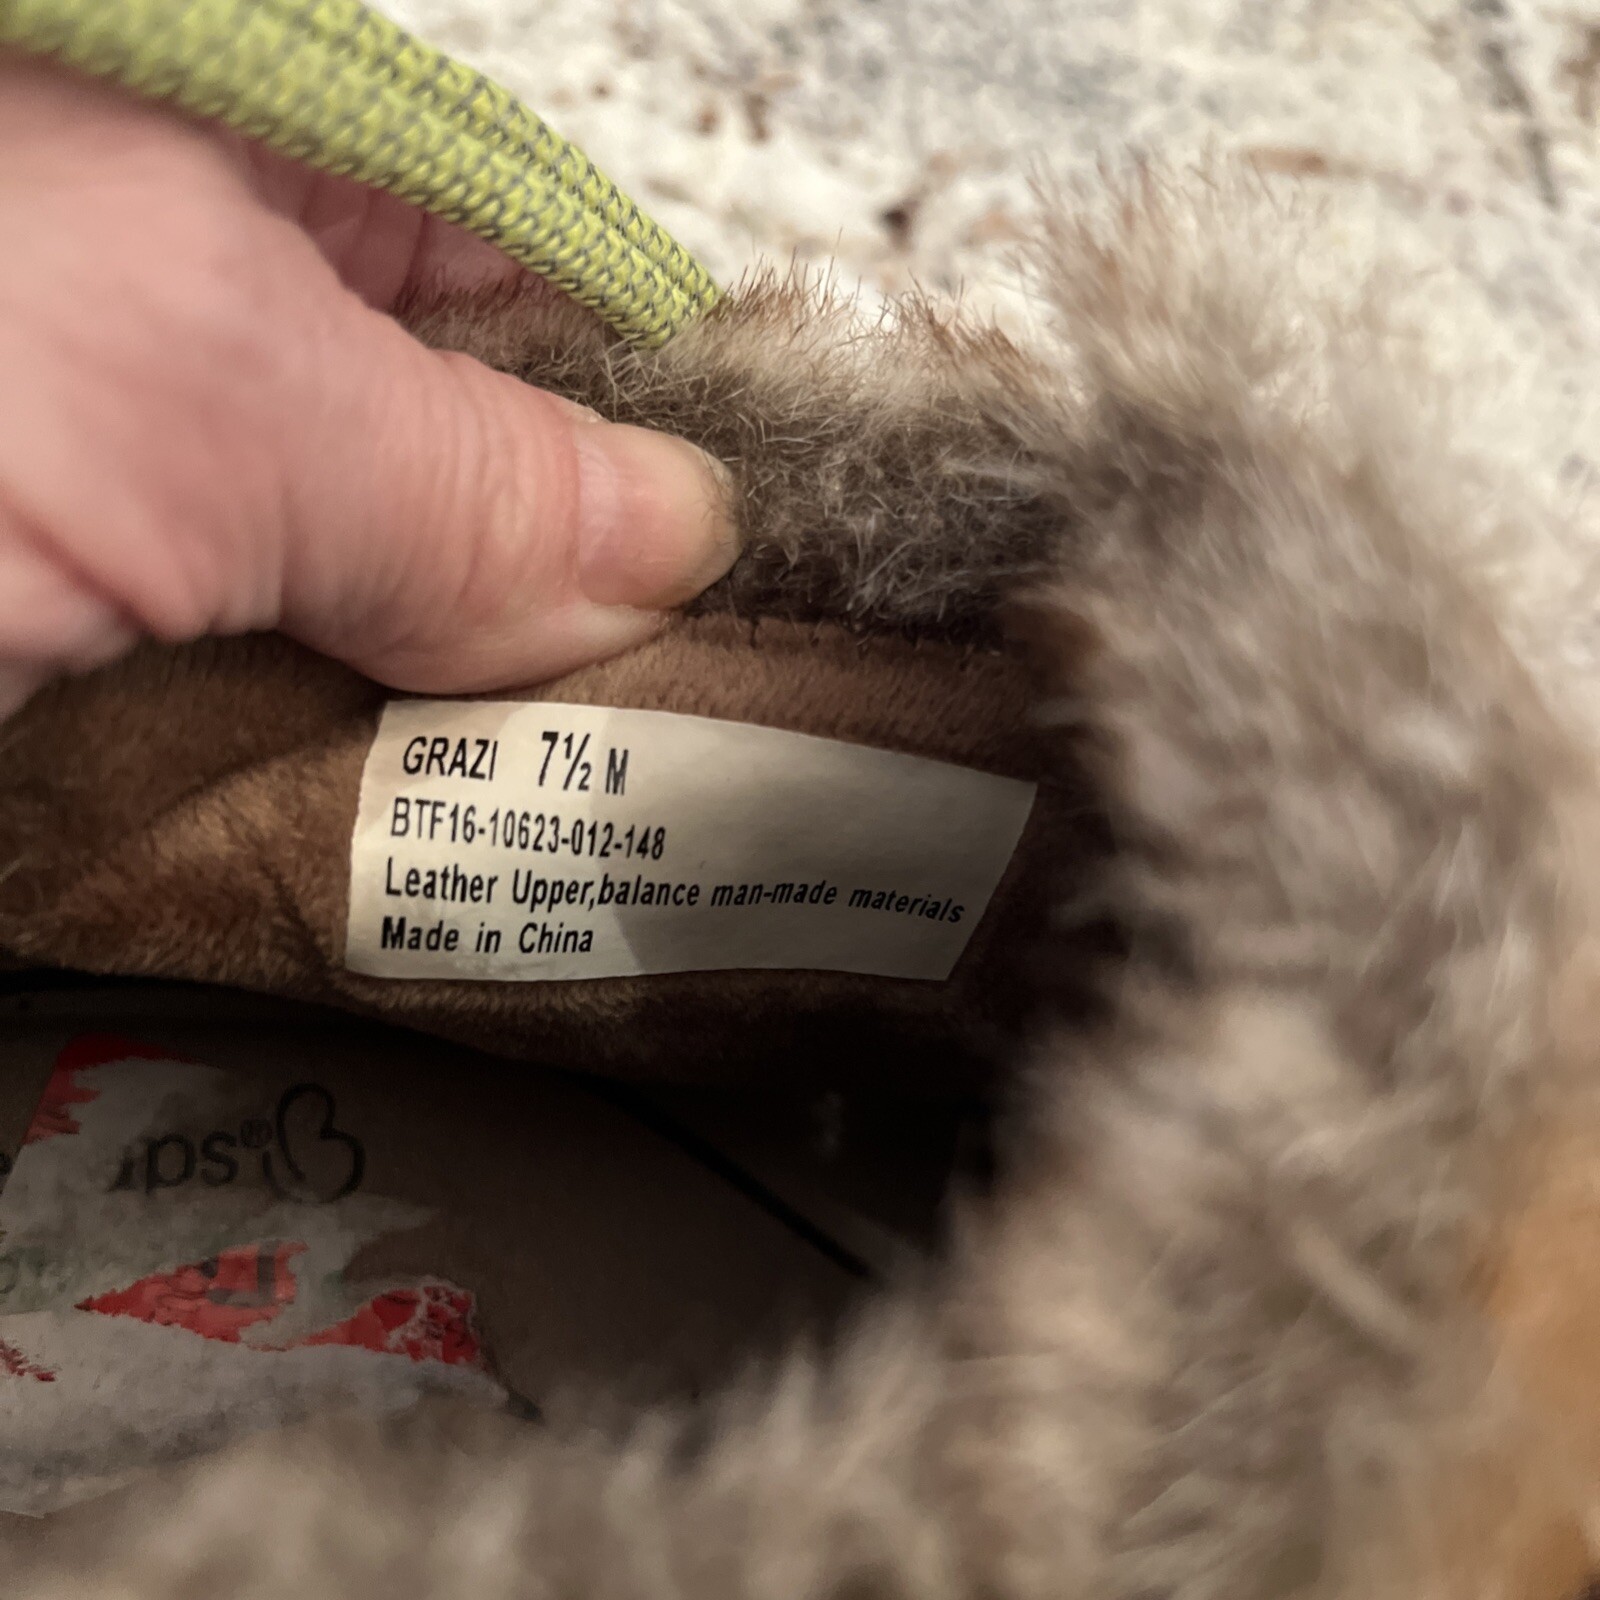 GRAZI 7½ M
BTF16-10623-012-148
Leather Upper,balance man-made materials
Made in China